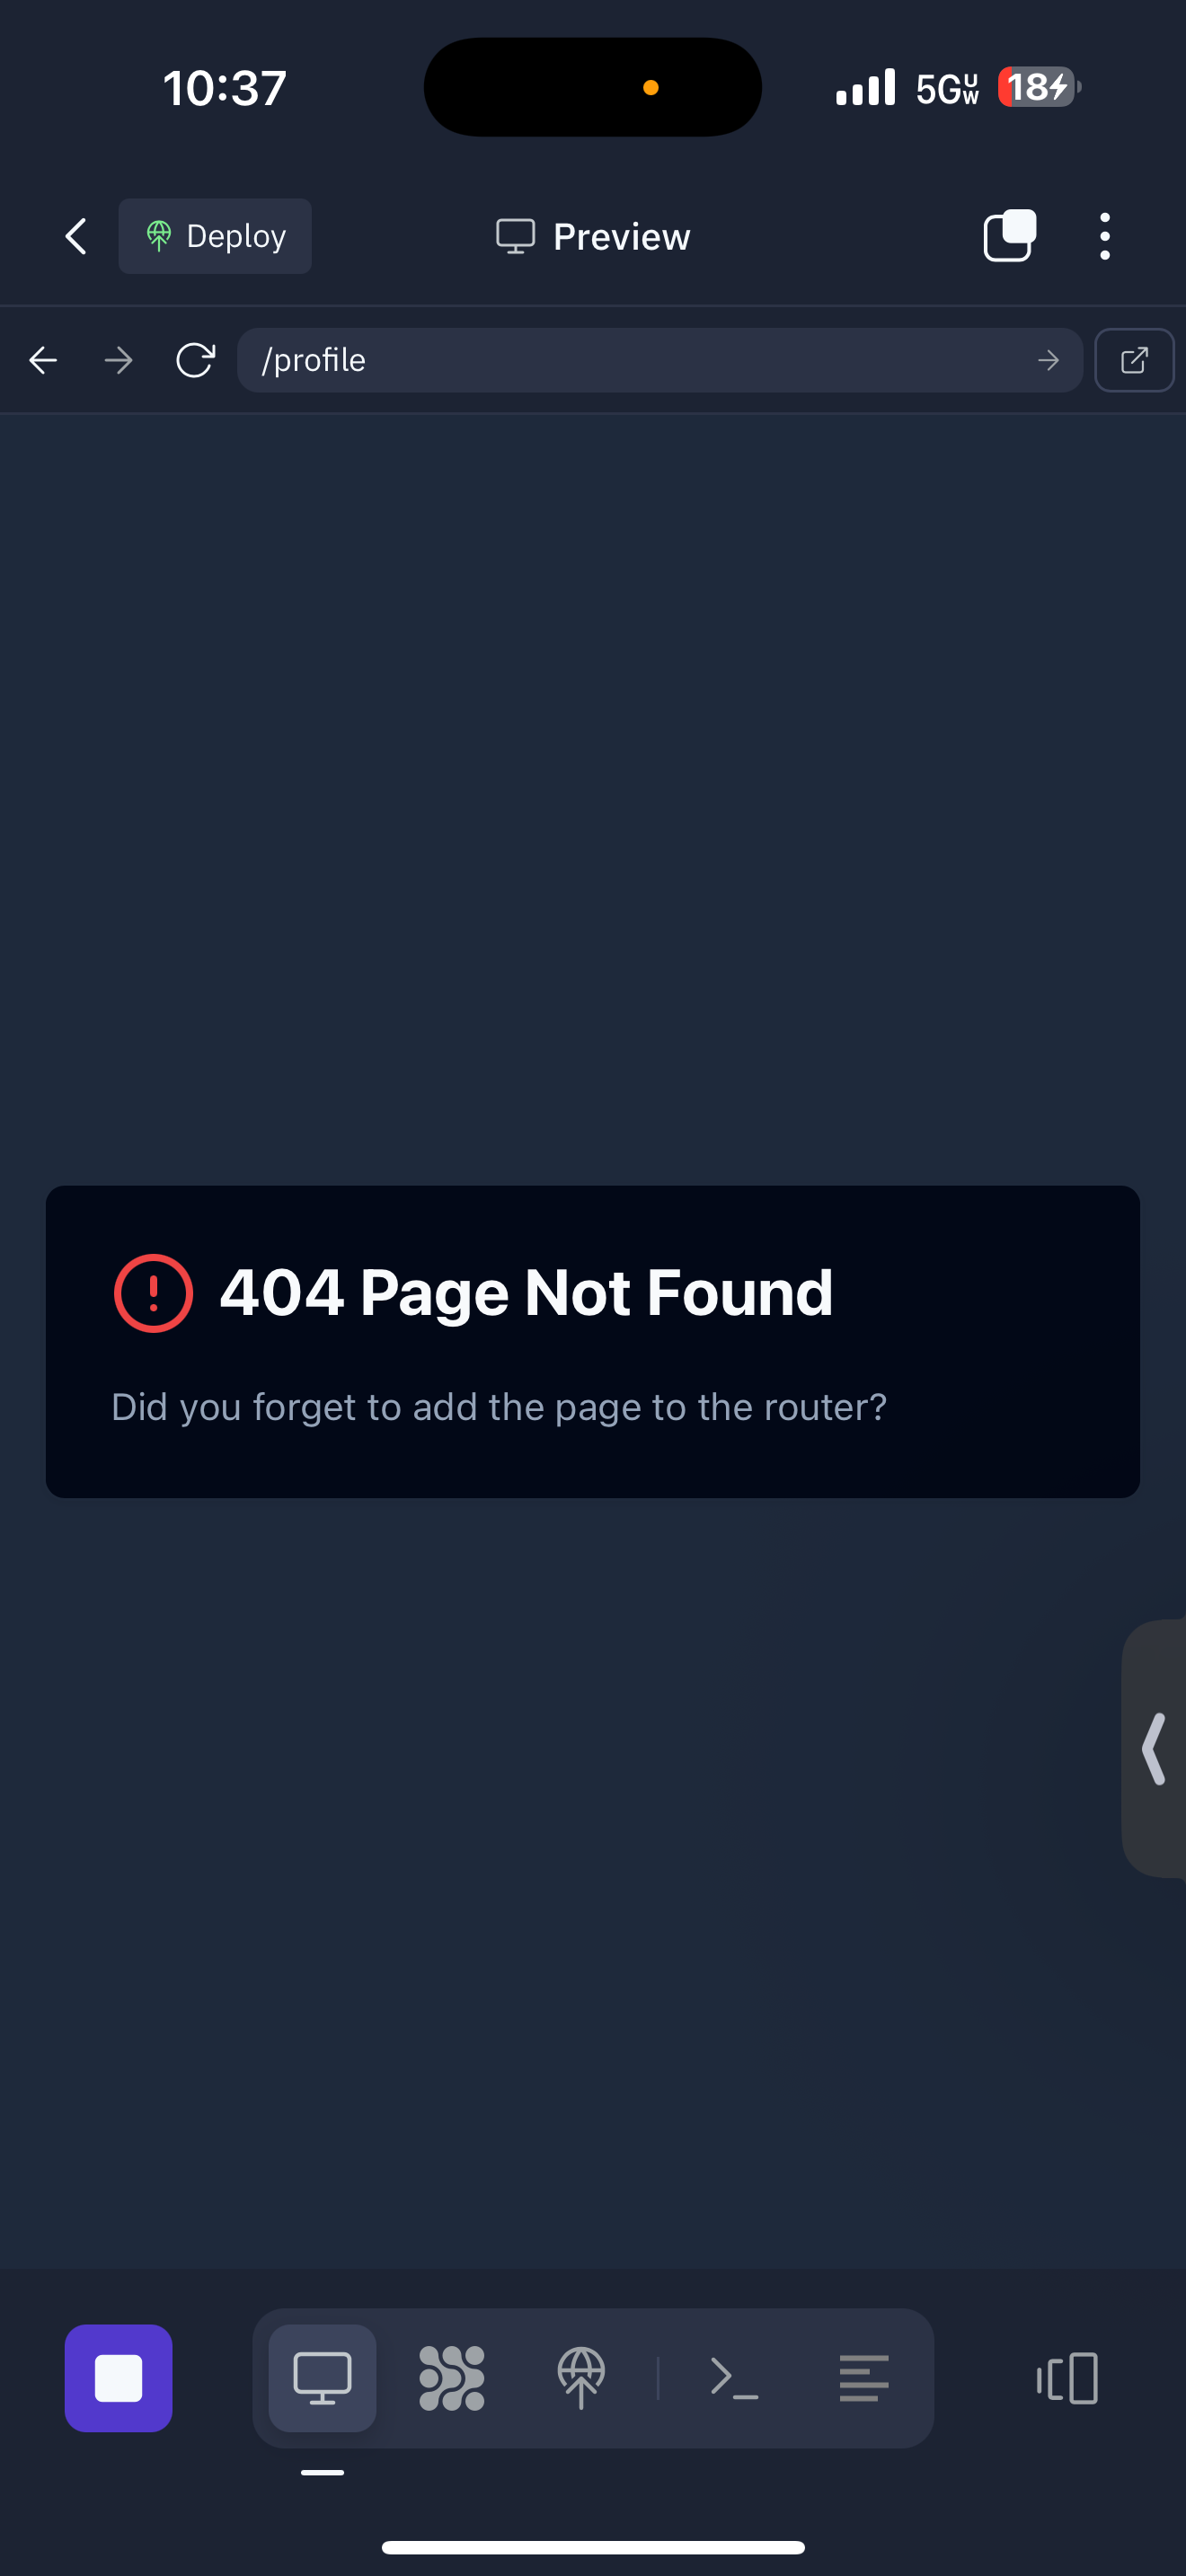 10:37
5G UW
18
Deploy
Preview
/profile
404 Page Not Found
Did you forget to add the page to the router?